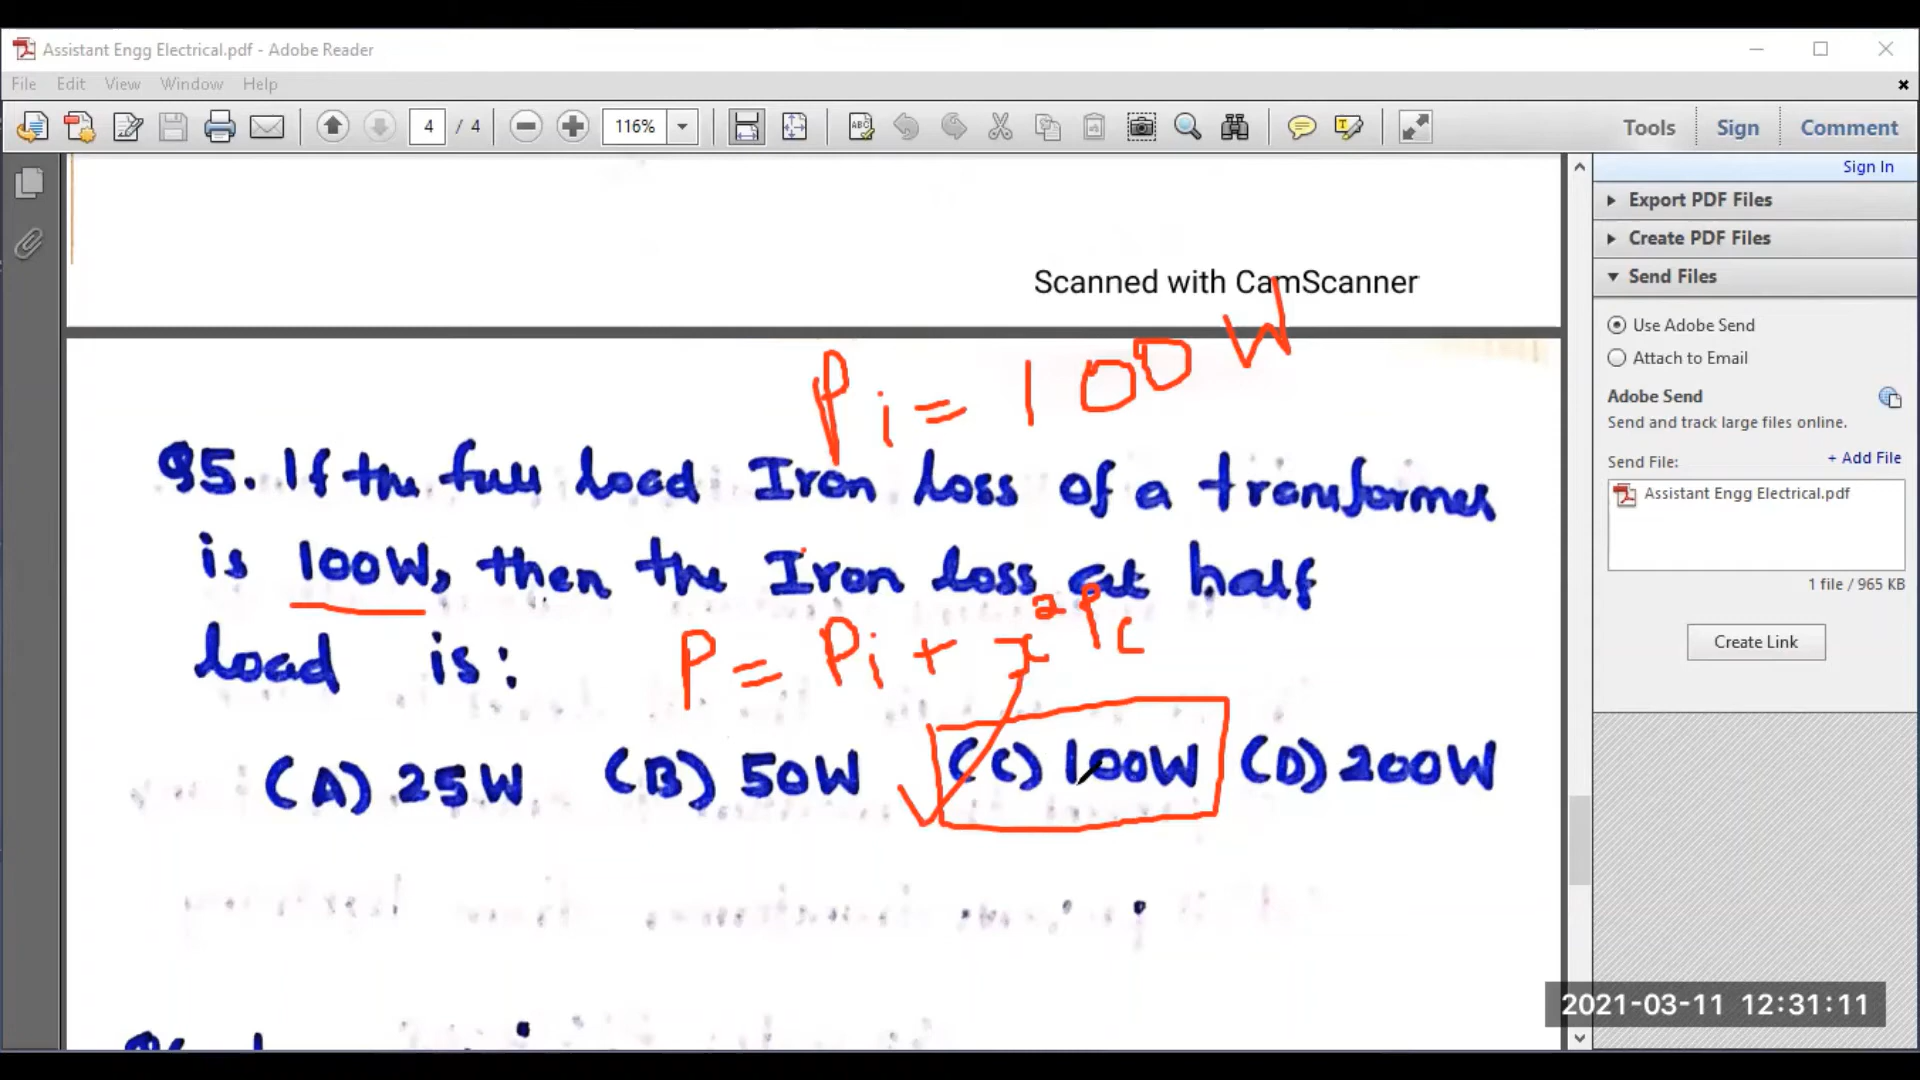 Assistant Engg Electrical.pdf - Adobe Reader
File Edit View Window Help
4 / 4 116% Tools Sign Comment
Sign In
Export PDF Files
Create PDF Files
Send Files
Use Adobe Send
Attach to Email
Adobe Send
Send and track large files online.
Send File: + Add File
Assistant Engg Electrical.pdf
1 file / 965 KB
Create Link
Scanned with CamScanner
Pi = 100W
95. If the full load Iron loss of a transformer
is 100W, then the Iron loss at half
load is:
P = Pi + x² Pc
(A) 25W (B) 50W (C) 100W (D) 200W
2021-03-11 12:31:11